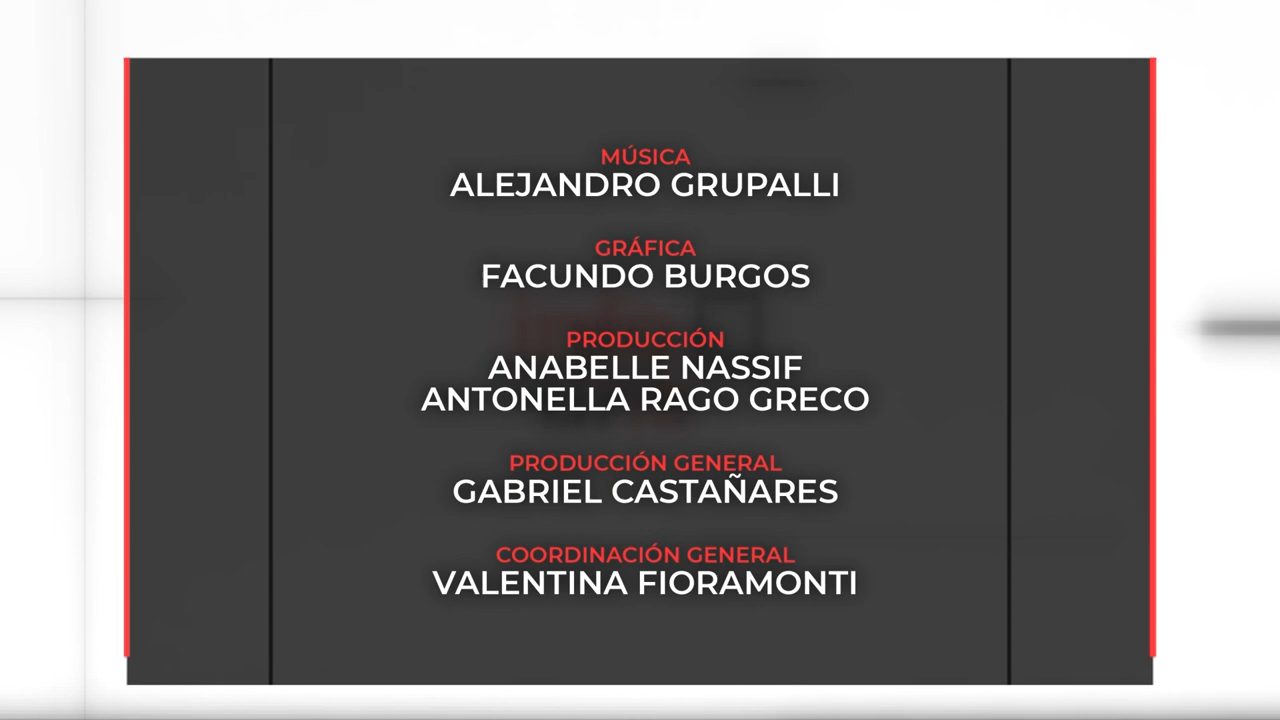 MÚSICA
ALEJANDRO GRUPALLI
GRÁFICA
FACUNDO BURGOS
PRODUCCIÓN
ANABELLE NASSIF
ANTONELLA RAGO GRECO
PRODUCCIÓN GENERAL
GABRIEL CASTAÑARES
COORDINACIÓN GENERAL
VALENTINA FIORAMONTI